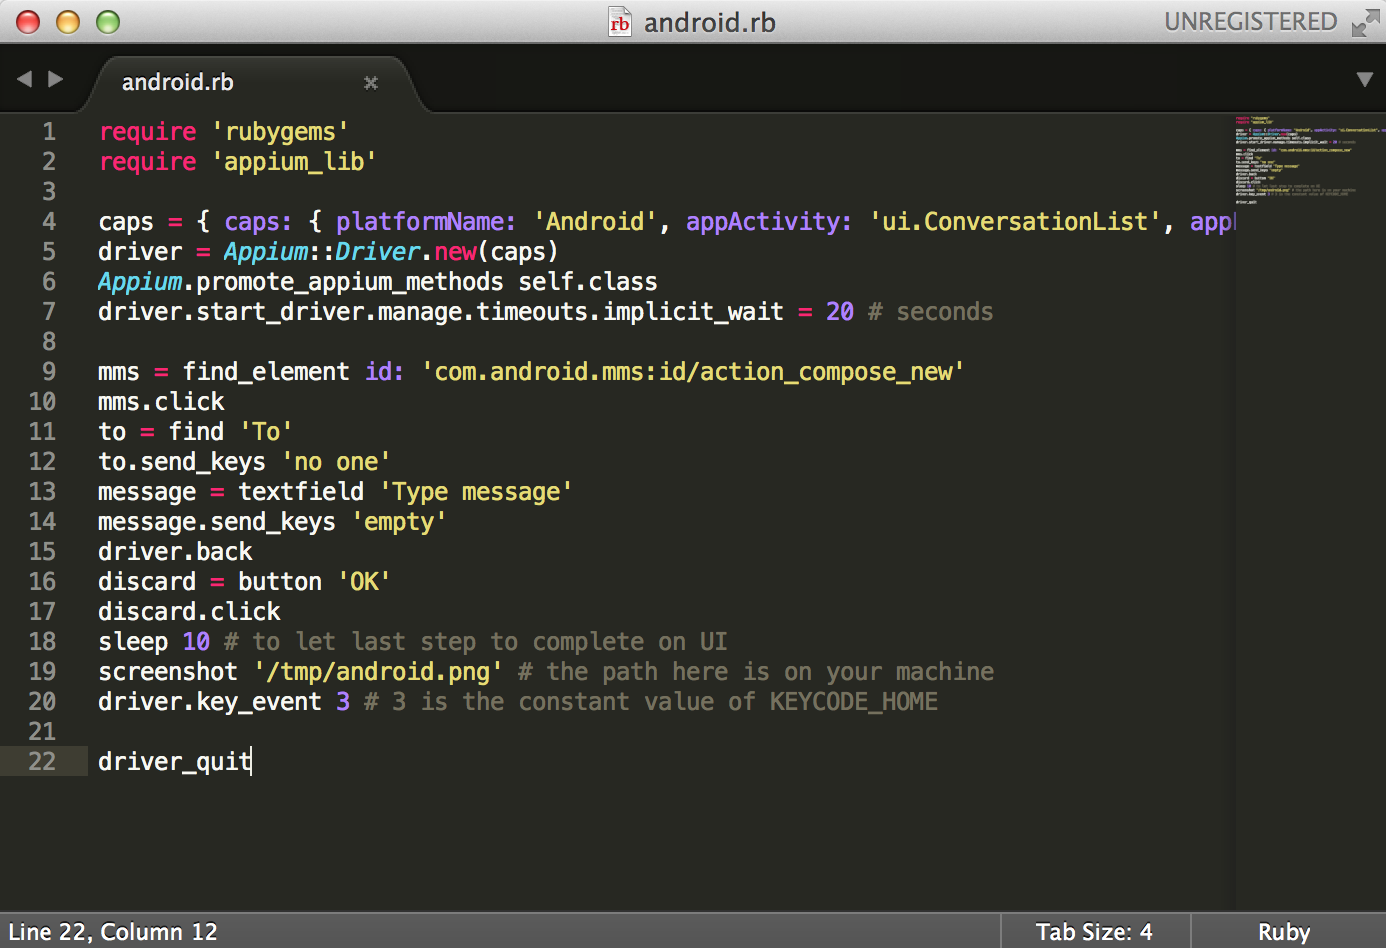 android.rb
UNREGISTERED
android.rb
1 require 'rubygems'
2 require 'appium_lib'
3
4 caps = { caps: { platformName: 'Android', appActivity: 'ui.ConversationList', app
5 driver = Appium::Driver.new(caps)
6 Appium.promote_appium_methods self.class
7 driver.start_driver.manage.timeouts.implicit_wait = 20 # seconds
8
9 mms = find_element id: 'com.android.mms:id/action_compose_new'
10 mms.click
11 to = find 'To'
12 to.send_keys 'no one'
13 message = textfield 'Type message'
14 message.send_keys 'empty'
15 driver.back
16 discard = button 'OK'
17 discard.click
18 sleep 10 # to let last step to complete on UI
19 screenshot '/tmp/android.png' # the path here is on your machine
20 driver.key_event 3 # 3 is the constant value of KEYCODE_HOME
21
22 driver_quit
Line 22, Column 12
Tab Size: 4
Ruby